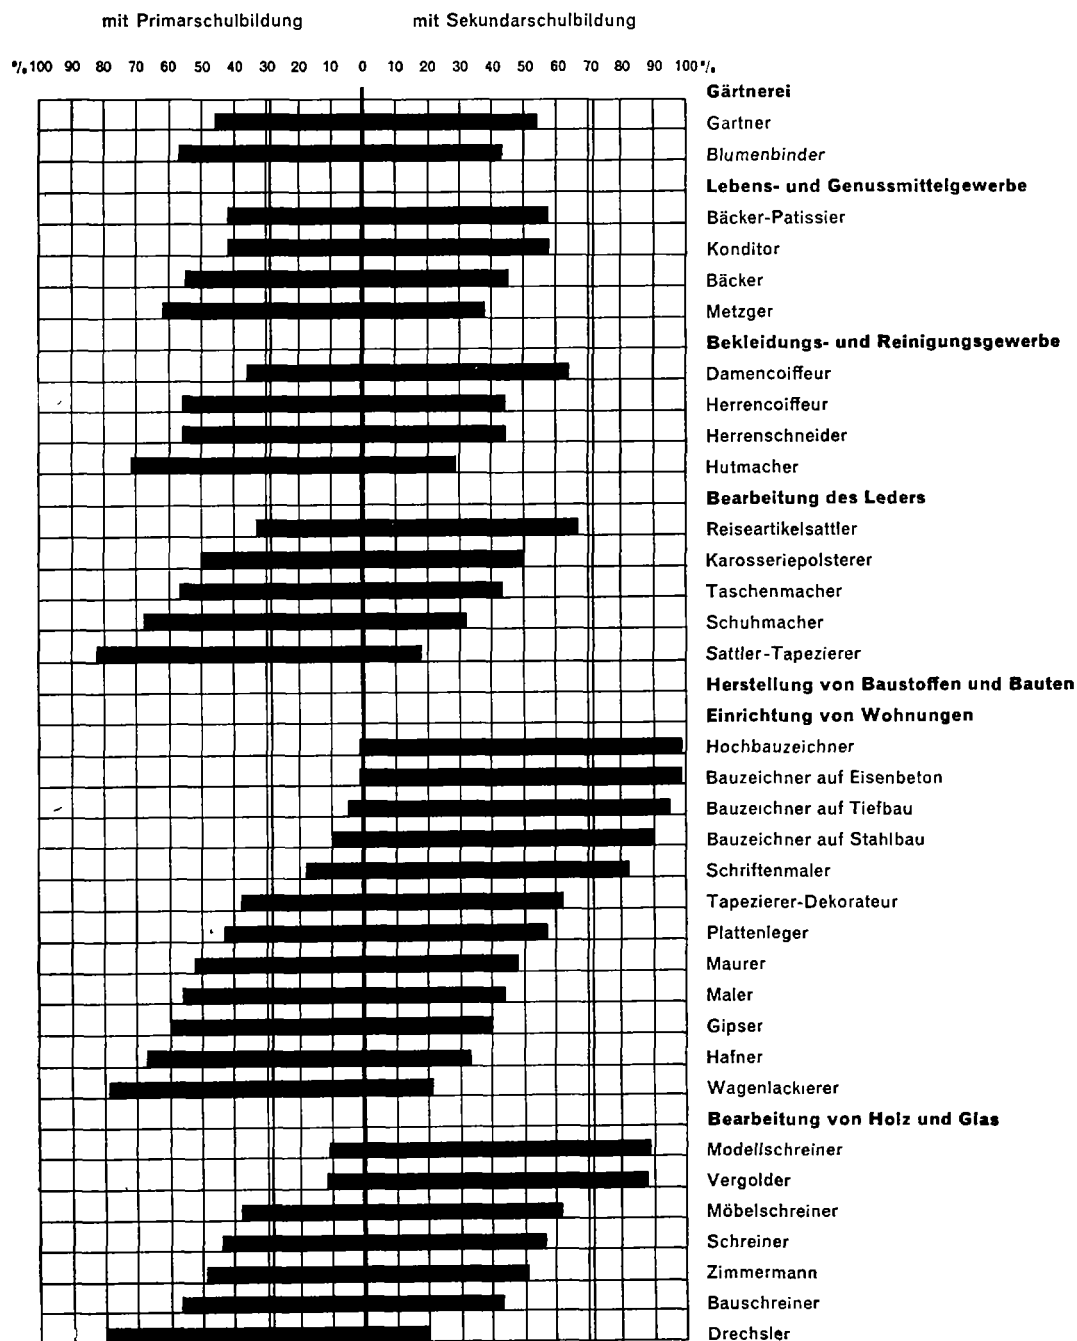 mit Primarschulbildung mit Sekundarschulbildung
% 100 90 80 70 60 50 40 30 20 10 0 10 20 30 40 50 60 70 80 90 100 %
Gärtnerei
Gartner
Blumenbinder
Lebens- und Genussmittelgewerbe
Bäcker-Patissier
Konditor
Bäcker
Metzger
Bekleidungs- und Reinigungsgewerbe
Damencoiffeur
Herrencoiffeur
Herrenschneider
Hutmacher
Bearbeitung des Leders
Reiseartikelsattler
Karosseriepolsterer
Taschenmacher
Schuhmacher
Sattler-Tapezierer
Herstellung von Baustoffen und Bauten
Einrichtung von Wohnungen
Hochbauzeichner
Bauzeichner auf Eisenbeton
Bauzeichner auf Tiefbau
Bauzeichner auf Stahlbau
Schriftenmaler
Tapezierer-Dekorateur
Plattenleger
Maurer
Maler
Gipser
Hafner
Wagenlackierer
Bearbeitung von Holz und Glas
Modellschreiner
Vergolder
Möbelschreiner
Schreiner
Zimmermann
Bauschreiner
Drechsler